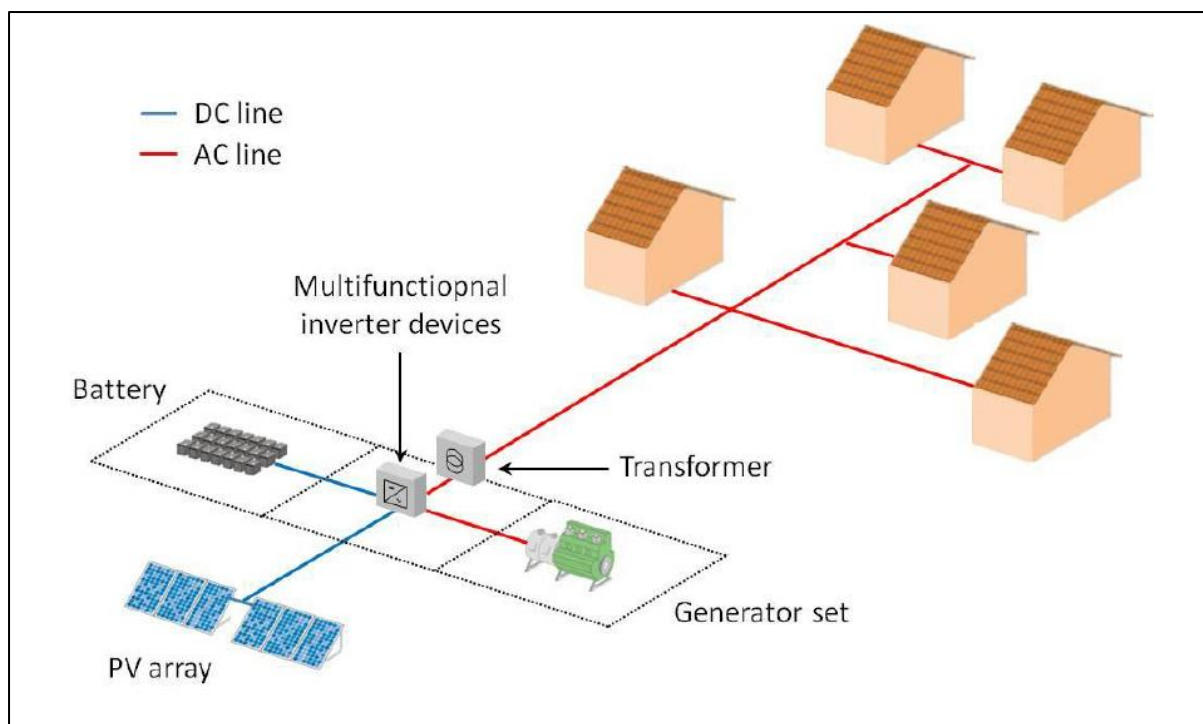 DC line
AC line
Multifunctiopnal
inverter devices
Battery
Transformer
Generator set
PV array